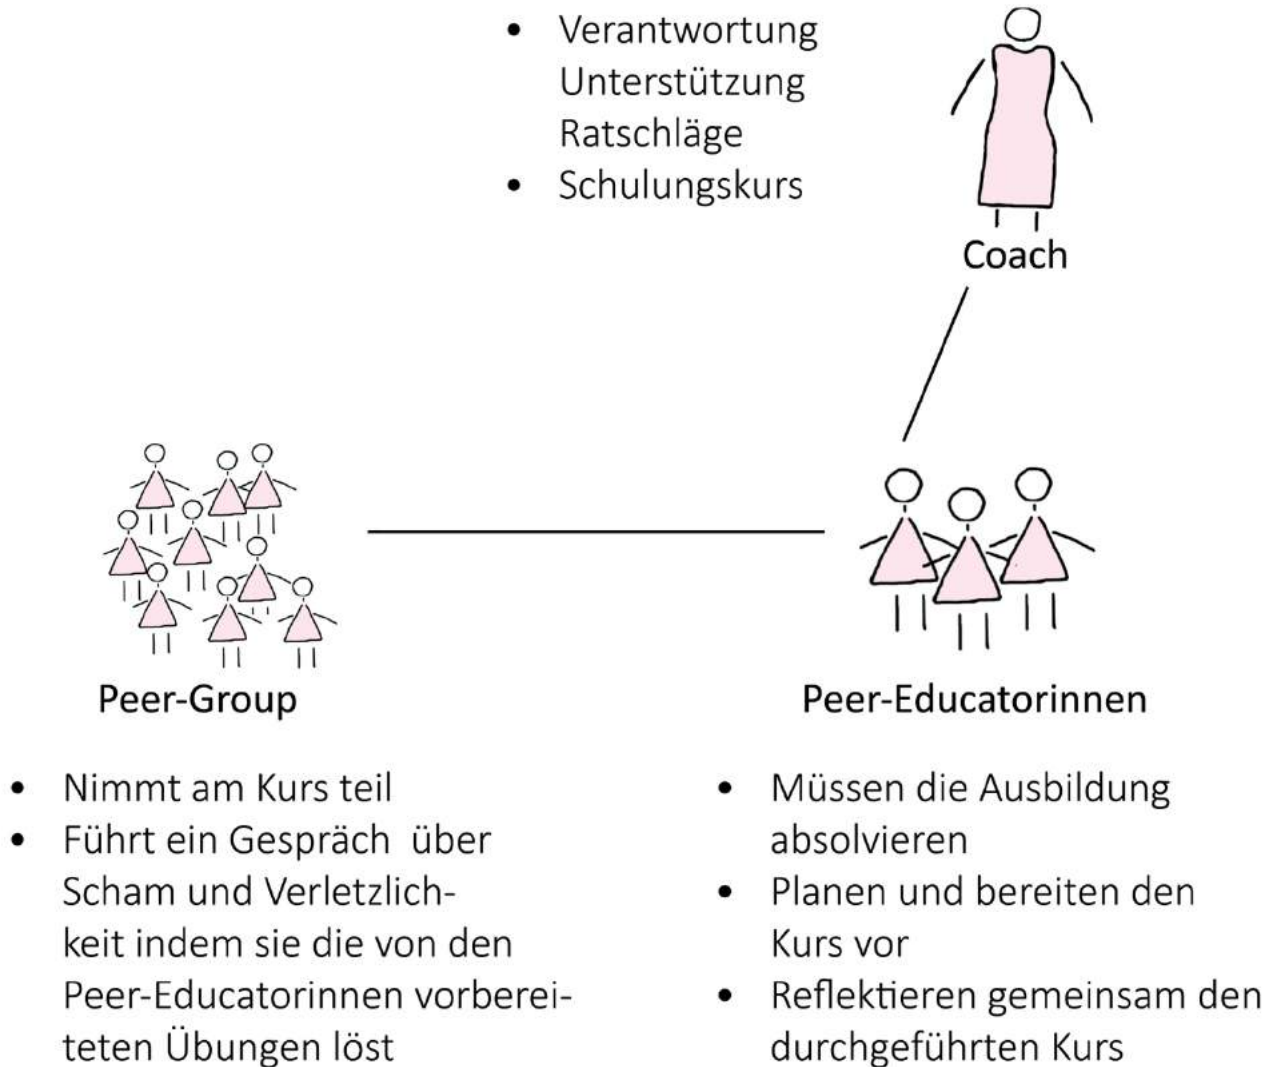 • Verantwortung
Unterstützung
Ratschläge
• Schulungskurs
Coach
Peer-Group
• Nimmt am Kurs teil
• Führt ein Gespräch über
Scham und Verletzlich-
keit indem sie die von den
Peer-Educatorinnen vorberei-
teten Übungen löst
Peer-Educatorinnen
• Müssen die Ausbildung
absolvieren
• Planen und bereiten den
Kurs vor
• Reflektieren gemeinsam den
durchgeführten Kurs